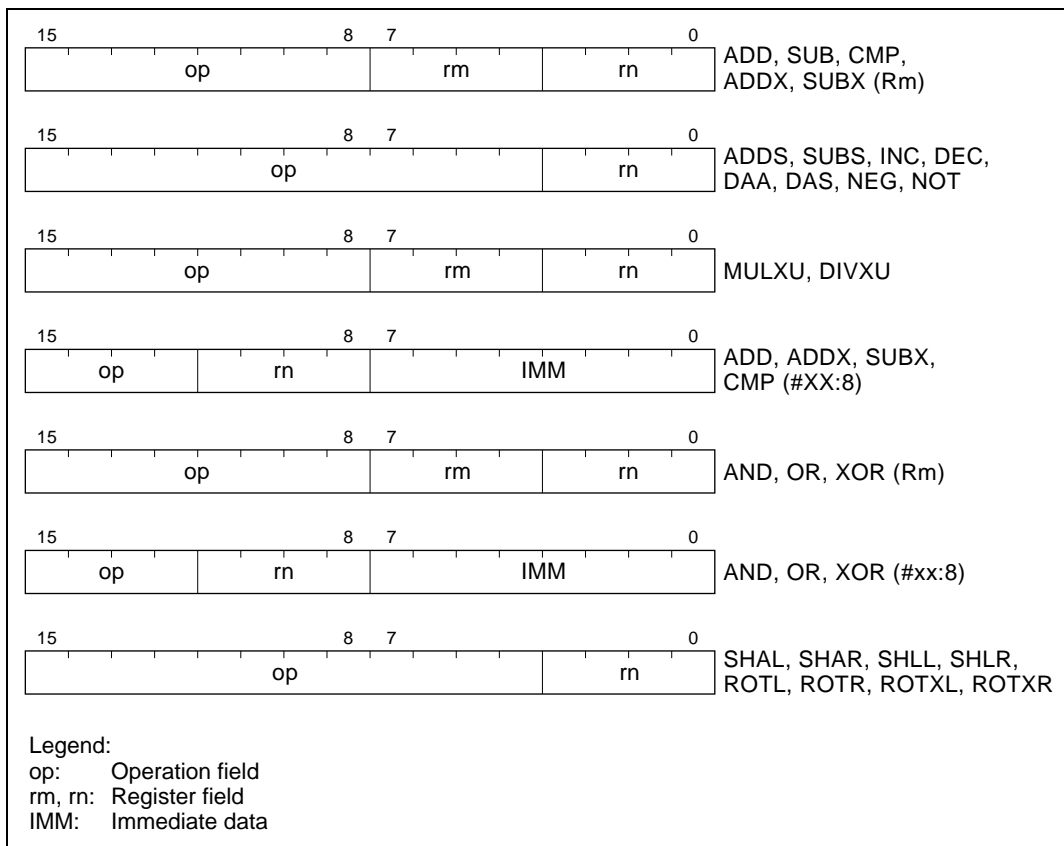 15 8 7 0
op rm rn
ADD, SUB, CMP,
ADDX, SUBX (Rm)
15 8 7 0
op rn
ADDS, SUBS, INC, DEC,
DAA, DAS, NEG, NOT
15 8 7 0
op rm rn
MULXU, DIVXU
15 8 7 0
op rn IMM
ADD, ADDX, SUBX,
CMP (#XX:8)
15 8 7 0
op rm rn
AND, OR, XOR (Rm)
15 8 7 0
op rn IMM
AND, OR, XOR (#xx:8)
15 8 7 0
op rn
SHAL, SHAR, SHLL, SHLR,
ROTL, ROTR, ROTXL, ROTXR
Legend:
op: Operation field
rm, rn: Register field
IMM: Immediate data